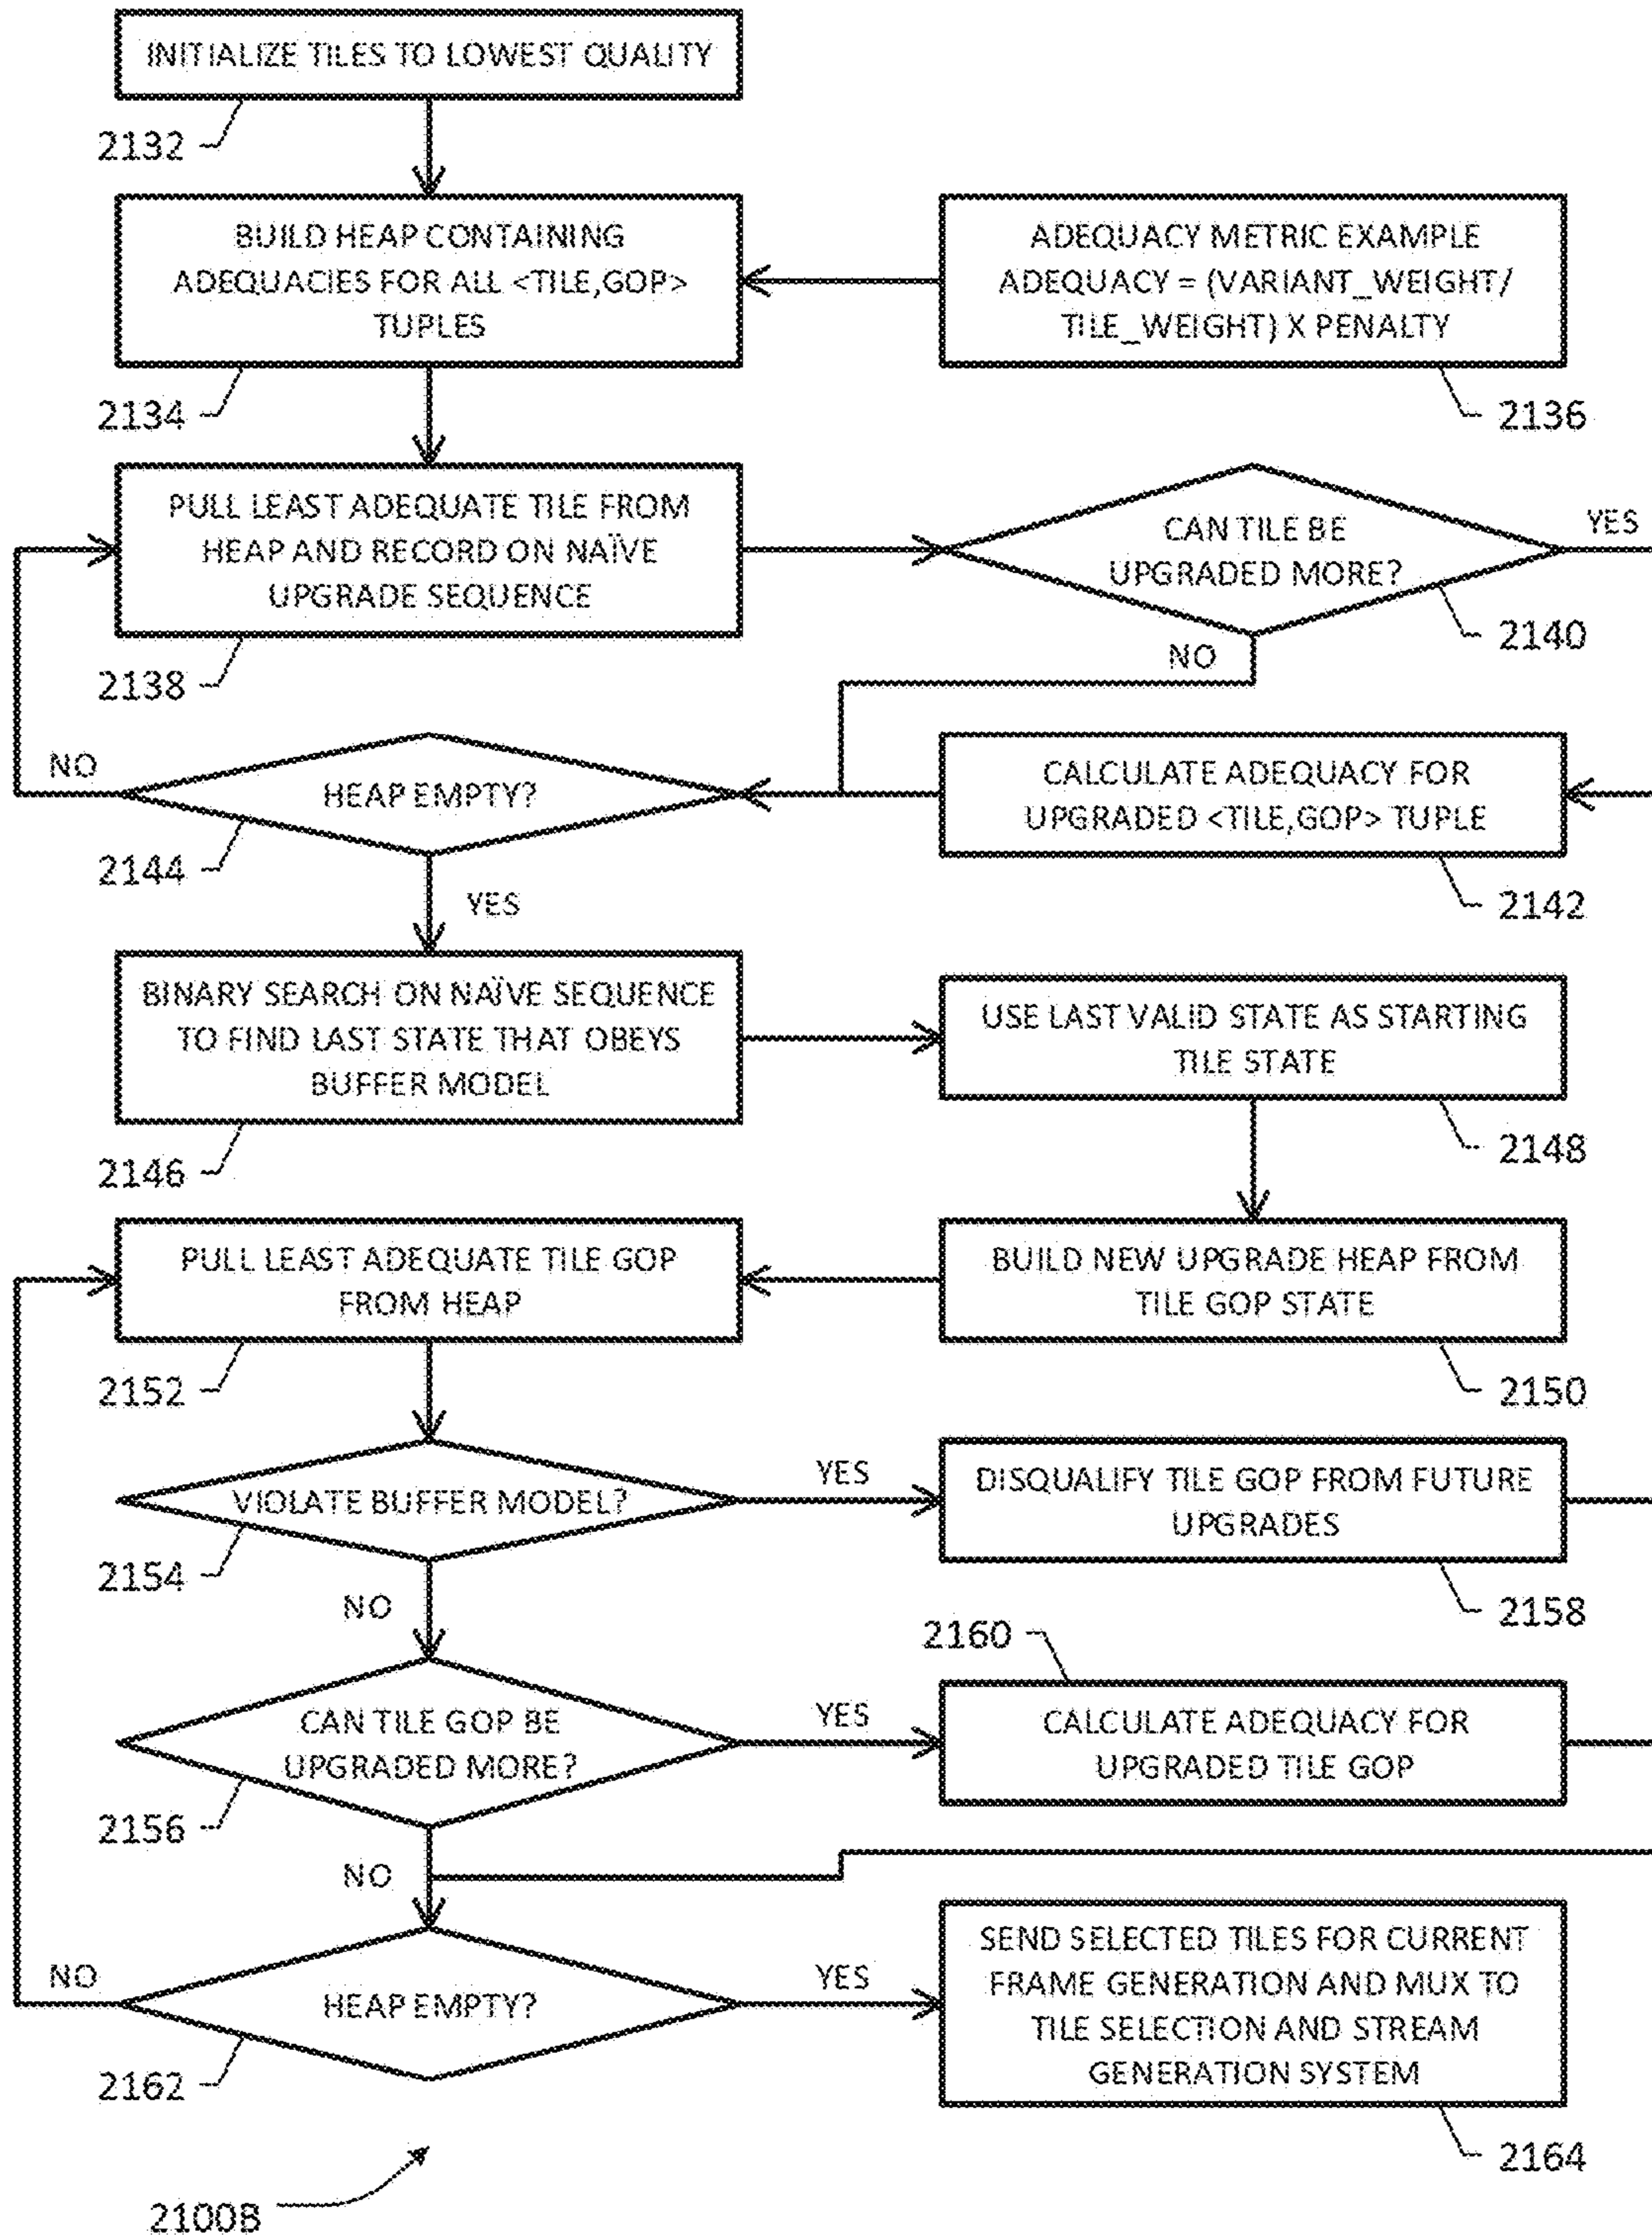 INITIALIZE TILES TO LOWEST QUALITY
2132
BUILD HEAP CONTAINING
ADEQUACIES FOR ALL <TILE,GOP>
TUPLES
2134
ADEQUACY METRIC EXAMPLE
ADEQUACY = (VARIANT_WEIGHT/
TILE_WEIGHT) X PENALTY
2136
PULL LEAST ADEQUATE TILE FROM
HEAP AND RECORD ON NAÏVE
UPGRADE SEQUENCE
2138
CAN TILE BE
UPGRADED MORE?
YES
2140
NO
NO
HEAP EMPTY?
2144
YES
CALCULATE ADEQUACY FOR
UPGRADED <TILE,GOP> TUPLE
2142
BINARY SEARCH ON NAÏVE SEQUENCE
TO FIND LAST STATE THAT OBEYS
BUFFER MODEL
2146
USE LAST VALID STATE AS STARTING
TILE STATE
2148
PULL LEAST ADEQUATE TILE GOP
FROM HEAP
2152
BUILD NEW UPGRADE HEAP FROM
TILE GOP STATE
2150
VIOLATE BUFFER MODEL?
YES
2154
NO
DISQUALIFY TILE GOP FROM FUTURE
UPGRADES
2158
2160
CAN TILE GOP BE
UPGRADED MORE?
YES
2156
NO
CALCULATE ADEQUACY FOR
UPGRADED TILE GOP
NO
HEAP EMPTY?
YES
2162
SEND SELECTED TILES FOR CURRENT
FRAME GENERATION AND MUX TO
TILE SELECTION AND STREAM
GENERATION SYSTEM
2164
2100B